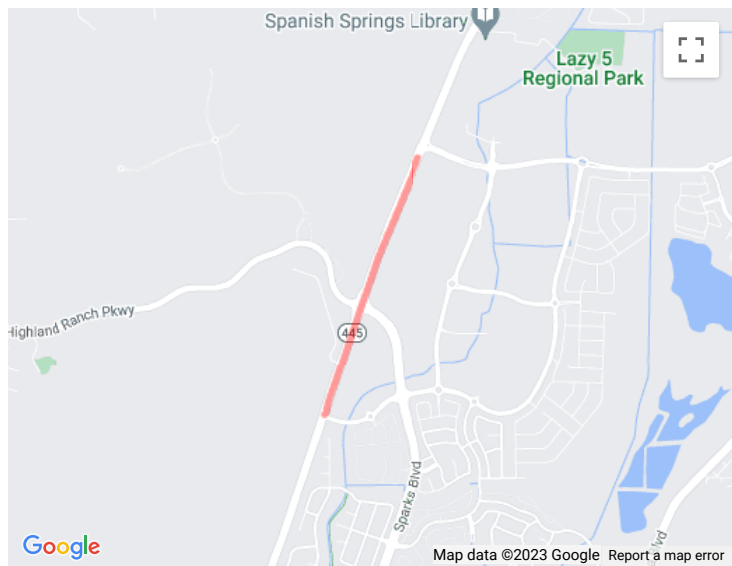 Spanish Springs Library
Lazy 5
Regional Park
Highland Ranch Pkwy
445
Sparks Blvd
lvd
Google
Map data ©2023 Google
Report a map error